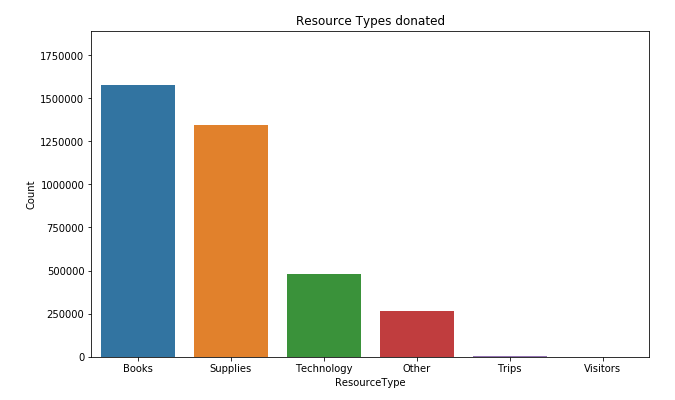 Resource Types donated
1750000
1500000
1250000
1000000
750000
500000
250000
0
Count
Books Supplies Technology Other Trips Visitors
ResourceType